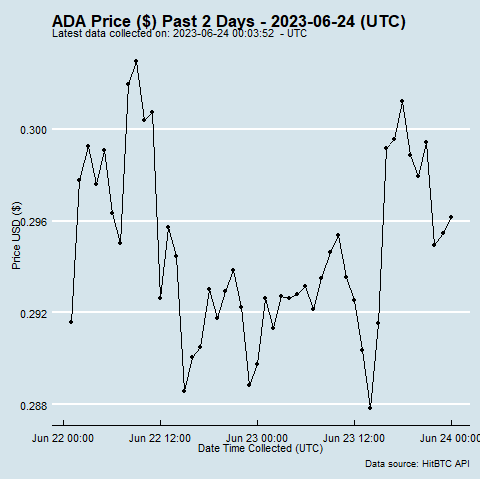 ADA Price ($) Past 2 Days - 2023-06-24 (UTC)
Latest data collected on: 2023-06-24 00:03:52  - UTC
0.300
0.296
0.292
0.288
Price USD ($)
Jun 22 00:00 Jun 22 12:00 Jun 23 00:00 Jun 23 12:00 Jun 24 00:00
Date Time Collected (UTC)
Data source: HitBTC API